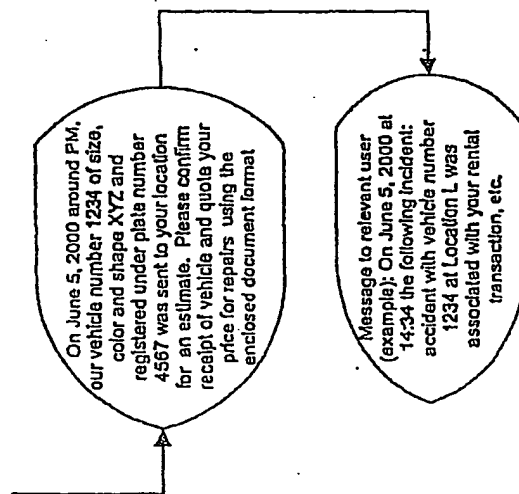 On June 5, 2000 around PM,
our vehicle number 1234 of size,
color and shape XYZ and
registered under plate number
4567 was sent to your location
for an estimate. Please confirm
receipt of vehicle and quote your
price for repairs using the
enclosed document format
Message to relevant user
(example): On June 5, 2000 at
14:34 the following incident:
accident with vehicle number
1234 at Location L was
associated with your rental
transaction, etc.